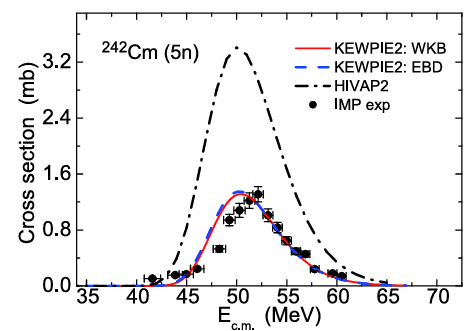 ²⁴²Cm (5n)
KEWPIE2: WKB
KEWPIE2: EBD
HIVAP2
IMP exp
Cross section (mb)
3.2
2.4
1.6
0.8
0.0
35 40 45 50 55 60 65 70
E_c.m. (MeV)